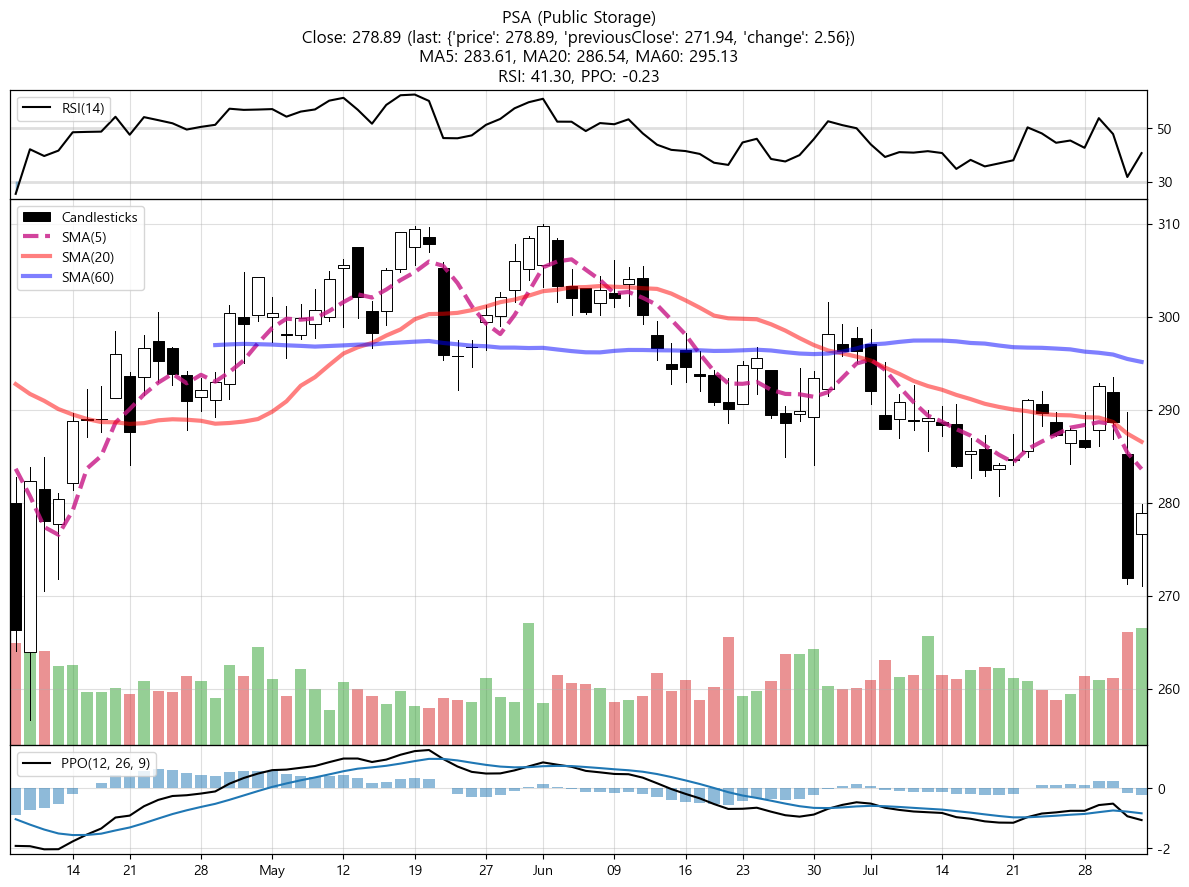 PSA (Public Storage)
Close: 278.89 (last: {'price': 278.89, 'previousClose': 271.94, 'change': 2.56})
MA5: 283.61, MA20: 286.54, MA60: 295.13
RSI: 41.30, PPO: -0.23
RSI(14)
50
30
Candlesticks
SMA(5)
SMA(20)
SMA(60)
310
300
290
280
270
260
PPO(12, 26, 9)
0
-2
14 21 28 May 12 19 27 Jun 09 16 23 30 Jul 14 21 28